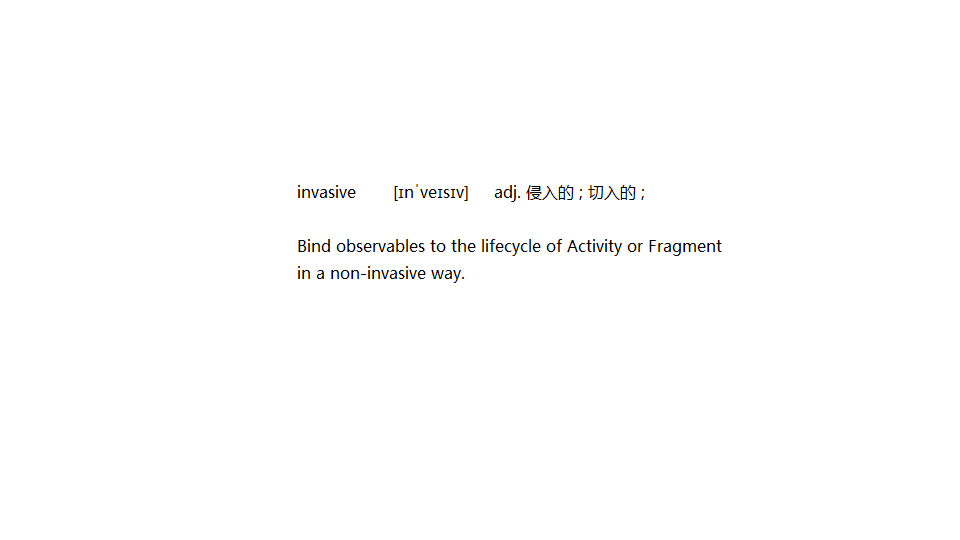 invasive [ɪnˈveɪsɪv] adj. 侵入的 ; 切入的 ;
Bind observables to the lifecycle of Activity or Fragment
in a non-invasive way.